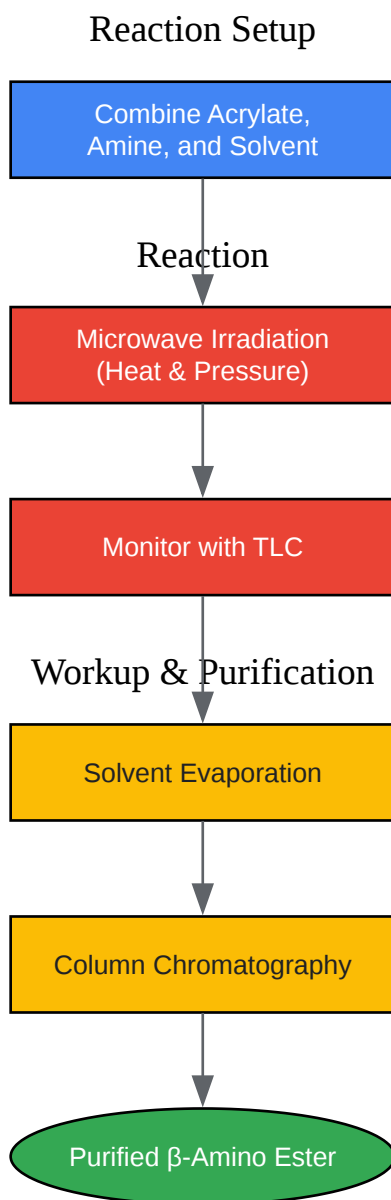 Reaction Setup
Combine Acrylate,
Amine, and Solvent
Reaction
Microwave Irradiation
(Heat & Pressure)
Monitor with TLC
Workup & Purification
Solvent Evaporation
Column Chromatography
Purified β-Amino Ester